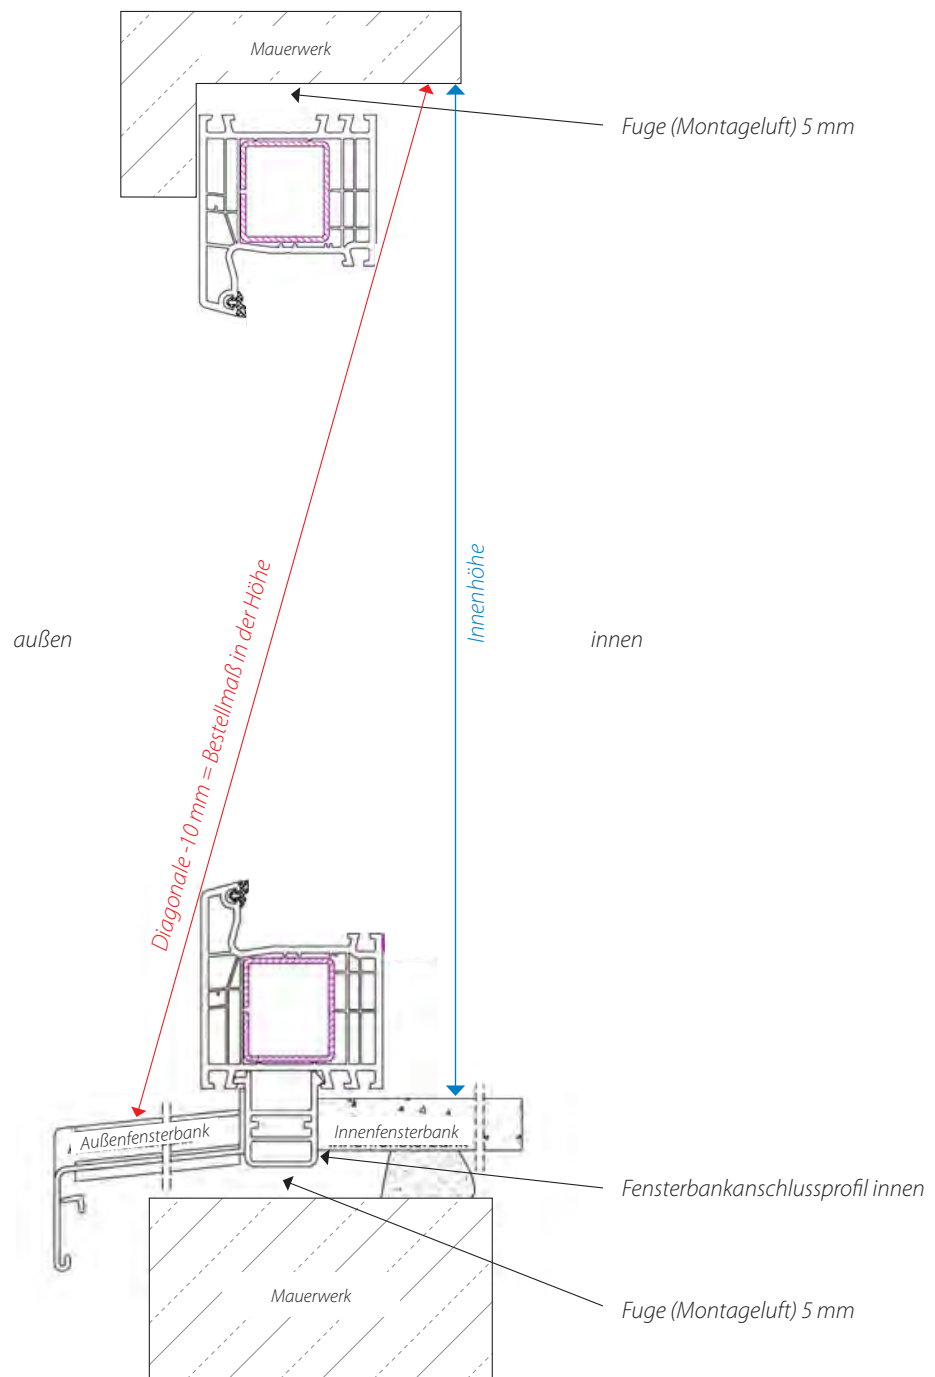 Mauerwerk
Fuge (Montageluft) 5 mm
Innenhöhe
Diagonale -10 mm = Bestellmaß in der Höhe
außen
innen
Außenfensterbank
Innenfensterbank
Fensterbankanschlussprofil innen
Mauerwerk
Fuge (Montageluft) 5 mm